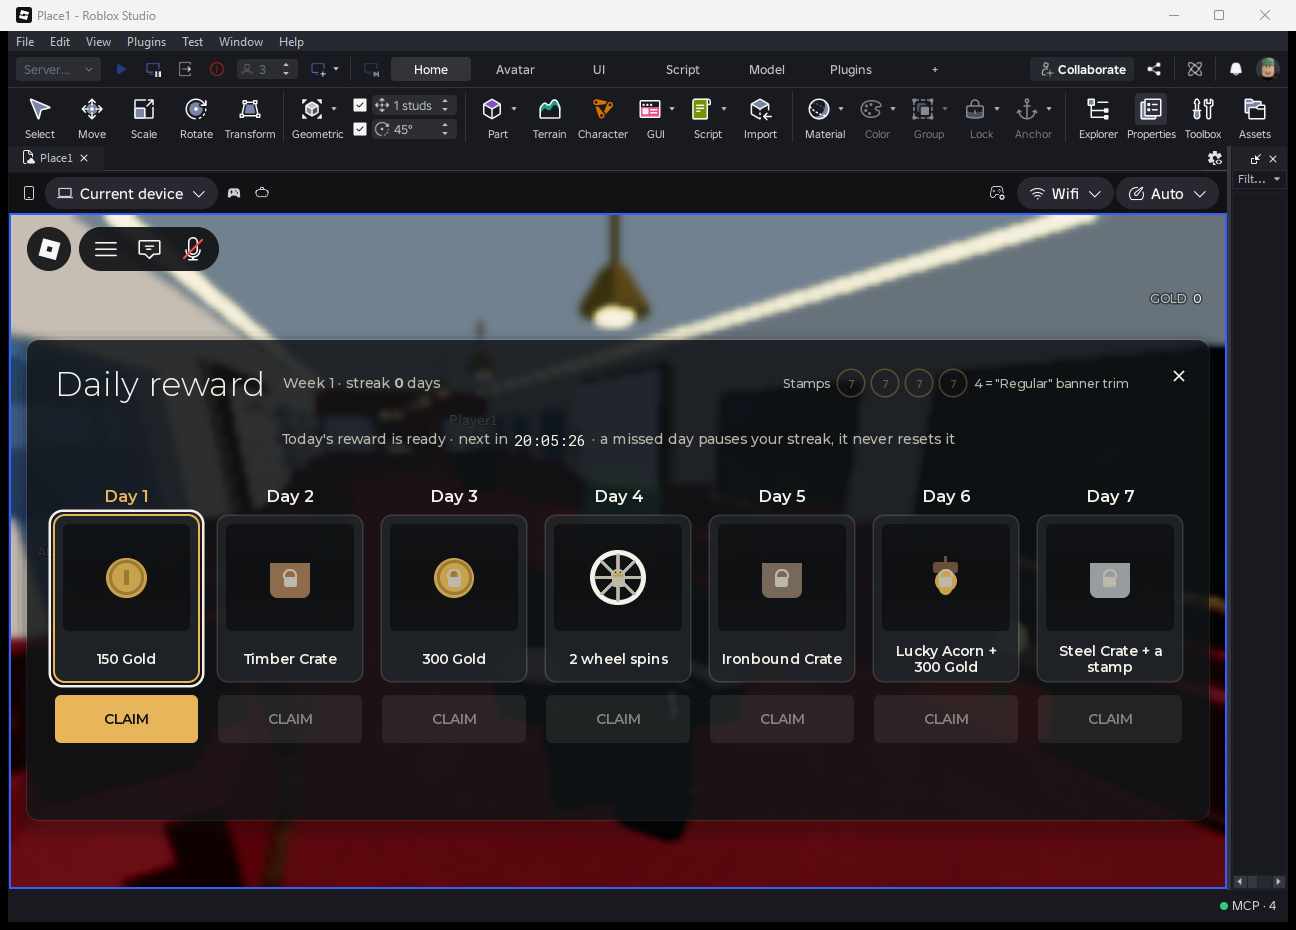 Place1 - Roblox Studio
File Edit View Plugins Test Window Help
Server... 3 Home Avatar UI Script Model Plugins + Collaborate
Select Move Scale Rotate Transform Geometric 1 studs 45° Part Terrain Character GUI Script Import Material Color Group Lock Anchor Explorer Properties Toolbox Assets
Place1
Filt...
Current device Wifi Auto
GOLD 0
Daily reward Week 1 · streak 0 days Stamps 7 7 7 7 4 = "Regular" banner trim
Player1
Today's reward is ready · next in 20:05:26 · a missed day pauses your streak, it never resets it
Day 1 Day 2 Day 3 Day 4 Day 5 Day 6 Day 7
150 Gold Timber Crate 300 Gold 2 wheel spins Ironbound Crate Lucky Acorn + 300 Gold Steel Crate + a stamp
CLAIM CLAIM CLAIM CLAIM CLAIM CLAIM CLAIM
MCP · 4